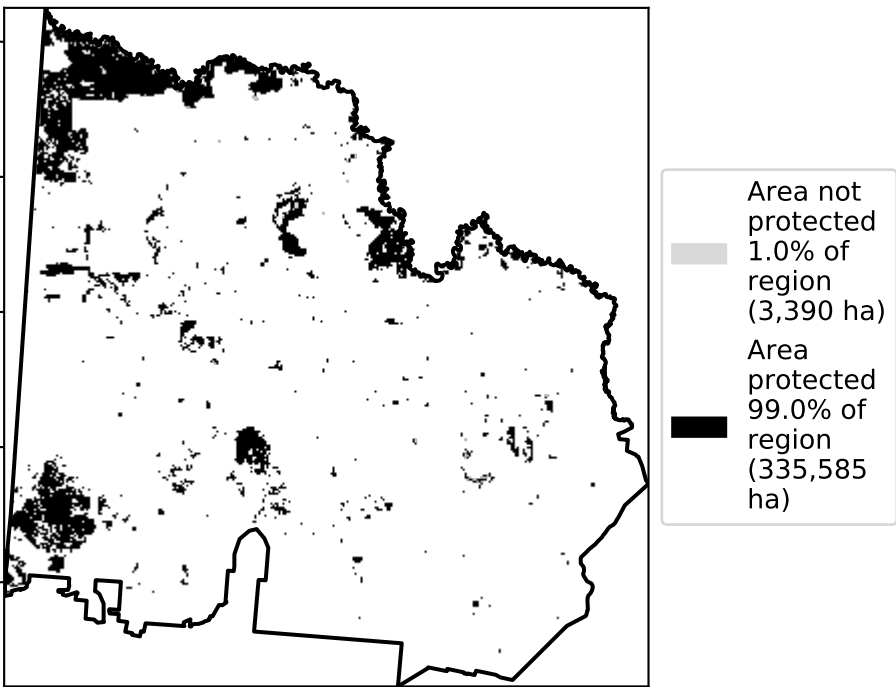 Area not
protected
1.0% of
region
(3,390 ha)
Area
protected
99.0% of
region
(335,585
ha)